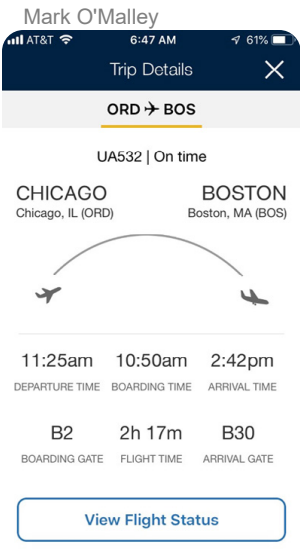 Mark O'Malley
AT&T 6:47 AM 61%
Trip Details
ORD BOS
UA532 | On time
CHICAGO BOSTON
Chicago, IL (ORD) Boston, MA (BOS)
11:25am 10:50am 2:42pm
DEPARTURE TIME BOARDING TIME ARRIVAL TIME
B2 2h 17m B30
BOARDING GATE FLIGHT TIME ARRIVAL GATE
View Flight Status